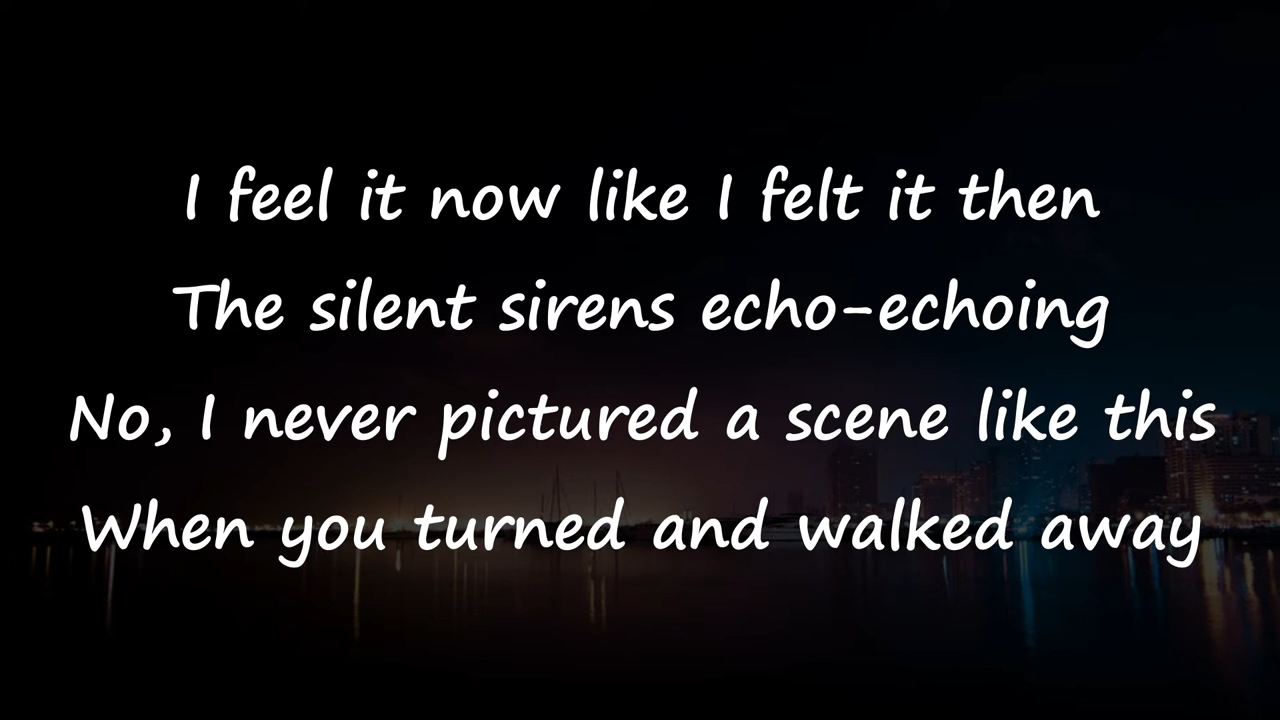 I feel it now like I felt it then
The silent sirens echo-echoing
No, I never pictured a scene like this
When you turned and walked away